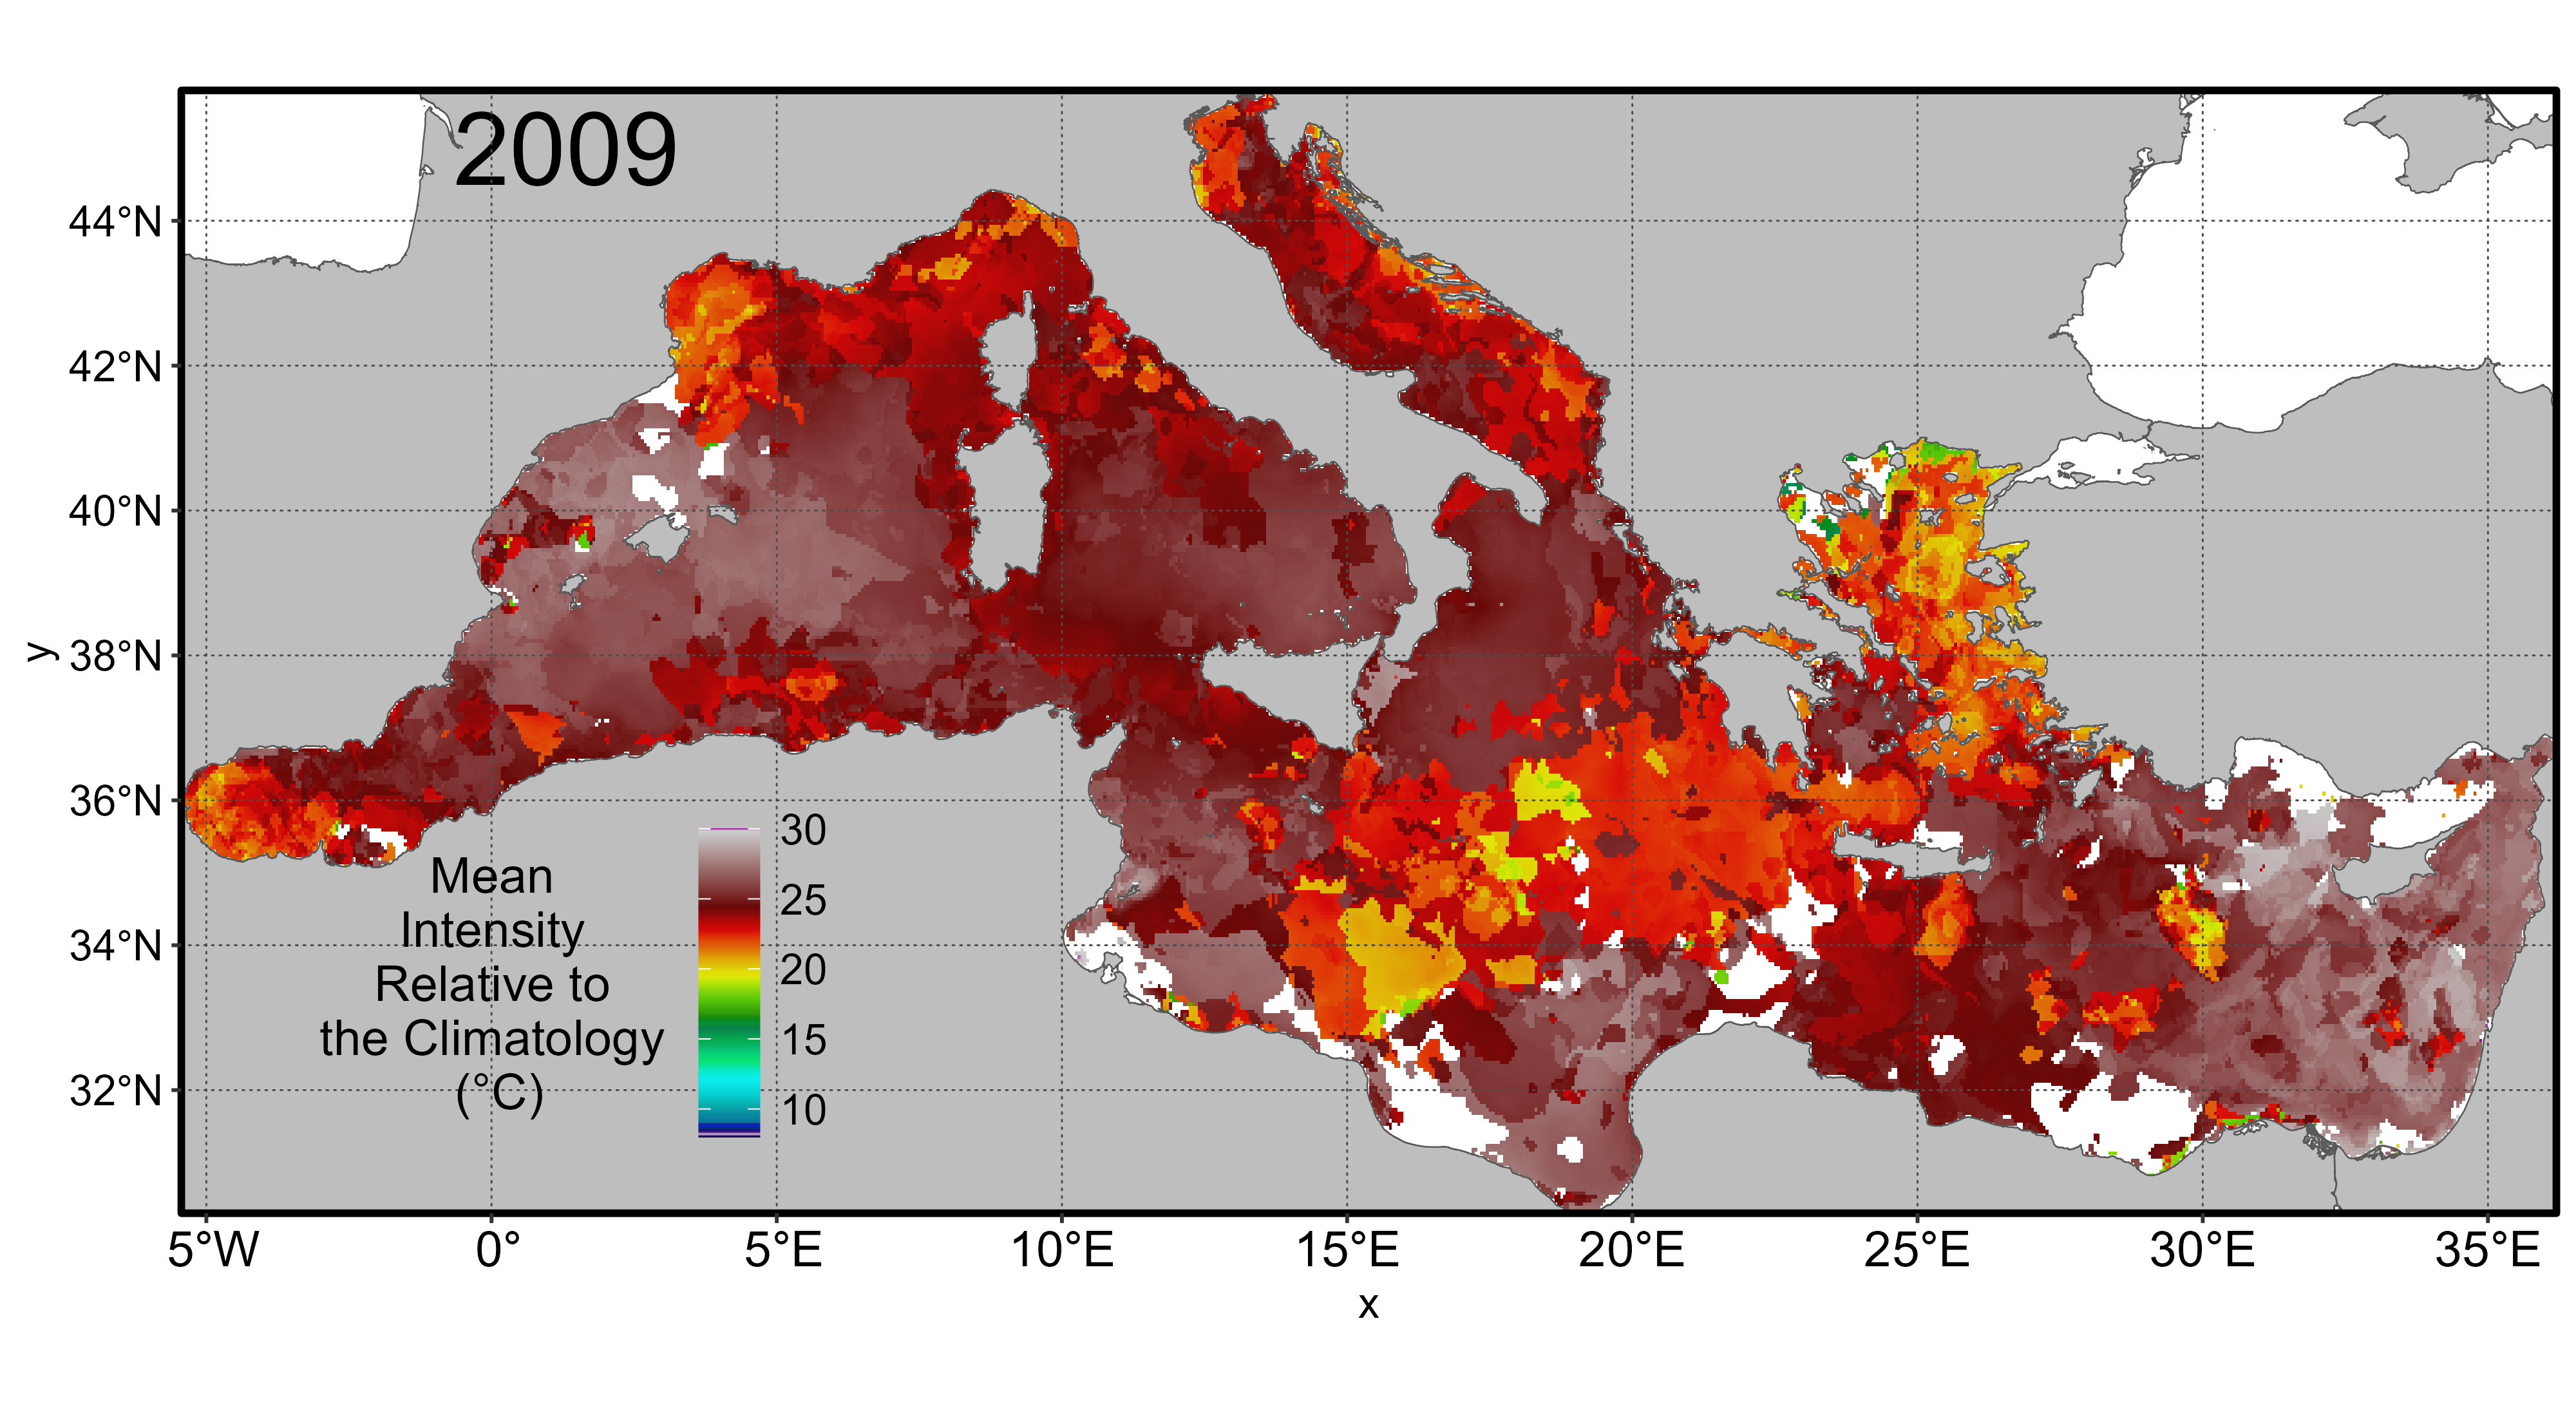 2009
44°N
42°N
40°N
38°N
36°N
34°N
32°N
y
Mean
Intensity
Relative to
the Climatology
(°C)
30
25
20
15
10
5°W 0° 5°E 10°E 15°E 20°E 25°E 30°E 35°E
x